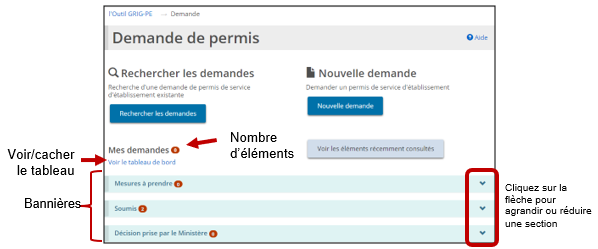 l'Outil GRIG-PE → Demande
Demande de permis
Aide
Rechercher les demandes
Recherche d'une demande de permis de service
d'établissement existante
Rechercher les demandes
Nouvelle demande
Demander un permis de service d'établissement
Nouvelle demande
Nombre
d'éléments
Mes demandes 0
Voir le tableau de bord
Voir les éléments récemment consultés
Voir/cacher
le tableau
Bannières
Mesures à prendre 0
Soumis 2
Décision prise par le Ministère 0
Cliquez sur la
flèche pour
agrandir ou réduire
une section